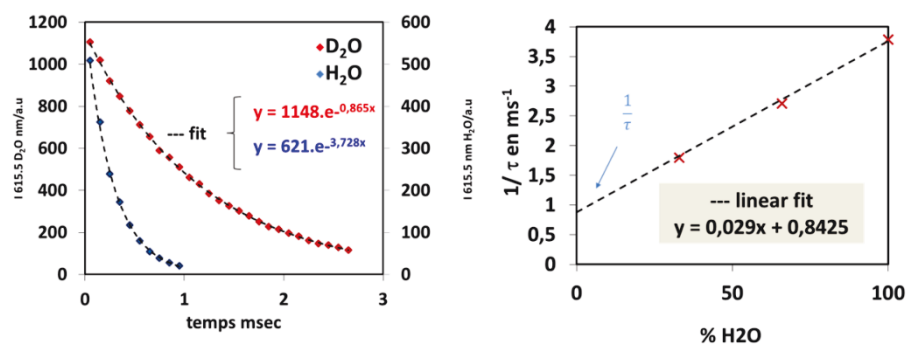 I 615.5 D₂O nm/a.u
1200
1000
800
600
400
200
0
0
1
2
3
temps msec
D₂O
H₂O
--- fit
y = 1148.e⁻⁰,⁸⁶⁵ˣ
y = 621.e⁻³,⁷²⁸ˣ
600
500
400
300
200
100
0
I 615.5 nm H₂O/a.u
1/ τ en ms⁻¹
4
3,5
3
2,5
2
1,5
1
0,5
0
0
100
% H2O
1
τ
--- linear fit
y = 0,029x + 0,8425